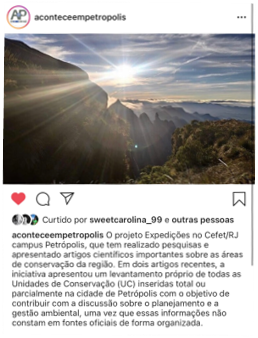 AP
aconteceempetropolis
Curtido por sweetcarolina_99 e outras pessoas
aconteceempetropolis O projeto Expedições no Cefet/RJ
campus Petrópolis, que tem realizado pesquisas e
apresentado artigos científicos importantes sobre as áreas
de conservação da região. Em dois artigos recentes, a
iniciativa apresentou um levantamento próprio de todas as
Unidades de Conservação (UC) inseridas total ou
parcialmente na cidade de Petrópolis com o objetivo de
contribuir com a discussão sobre o planejamento e a
gestão ambiental, uma vez que essas informações não
constam em fontes oficiais de forma organizada.